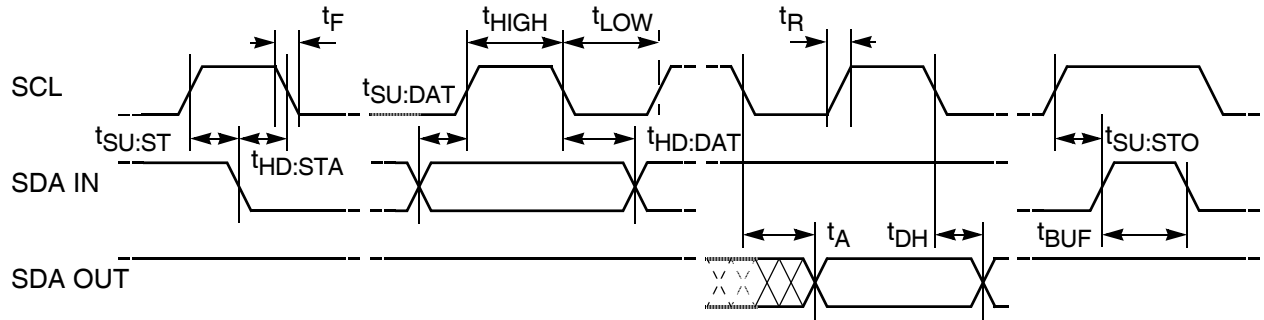 tF
tHIGH
tLOW
tR
SCL
tSU:DAT
tSU:ST
tHD:STA
tHD:DAT
tSU:STO
SDA IN
tA
tDH
tBUF
SDA OUT